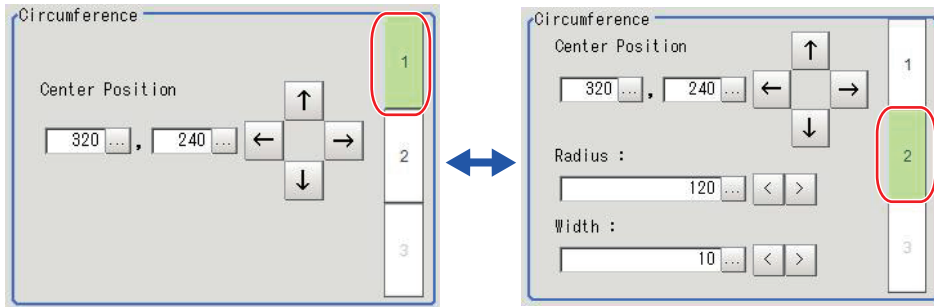 Circumference
1
Center Position
↑
320 ... , 240 ... ← →
2
↓
3
Circumference
Center Position
↑
1
320 ... , 240 ... ← →
↓
Radius :
2
120 ... < >
Width :
3
10 ... < >